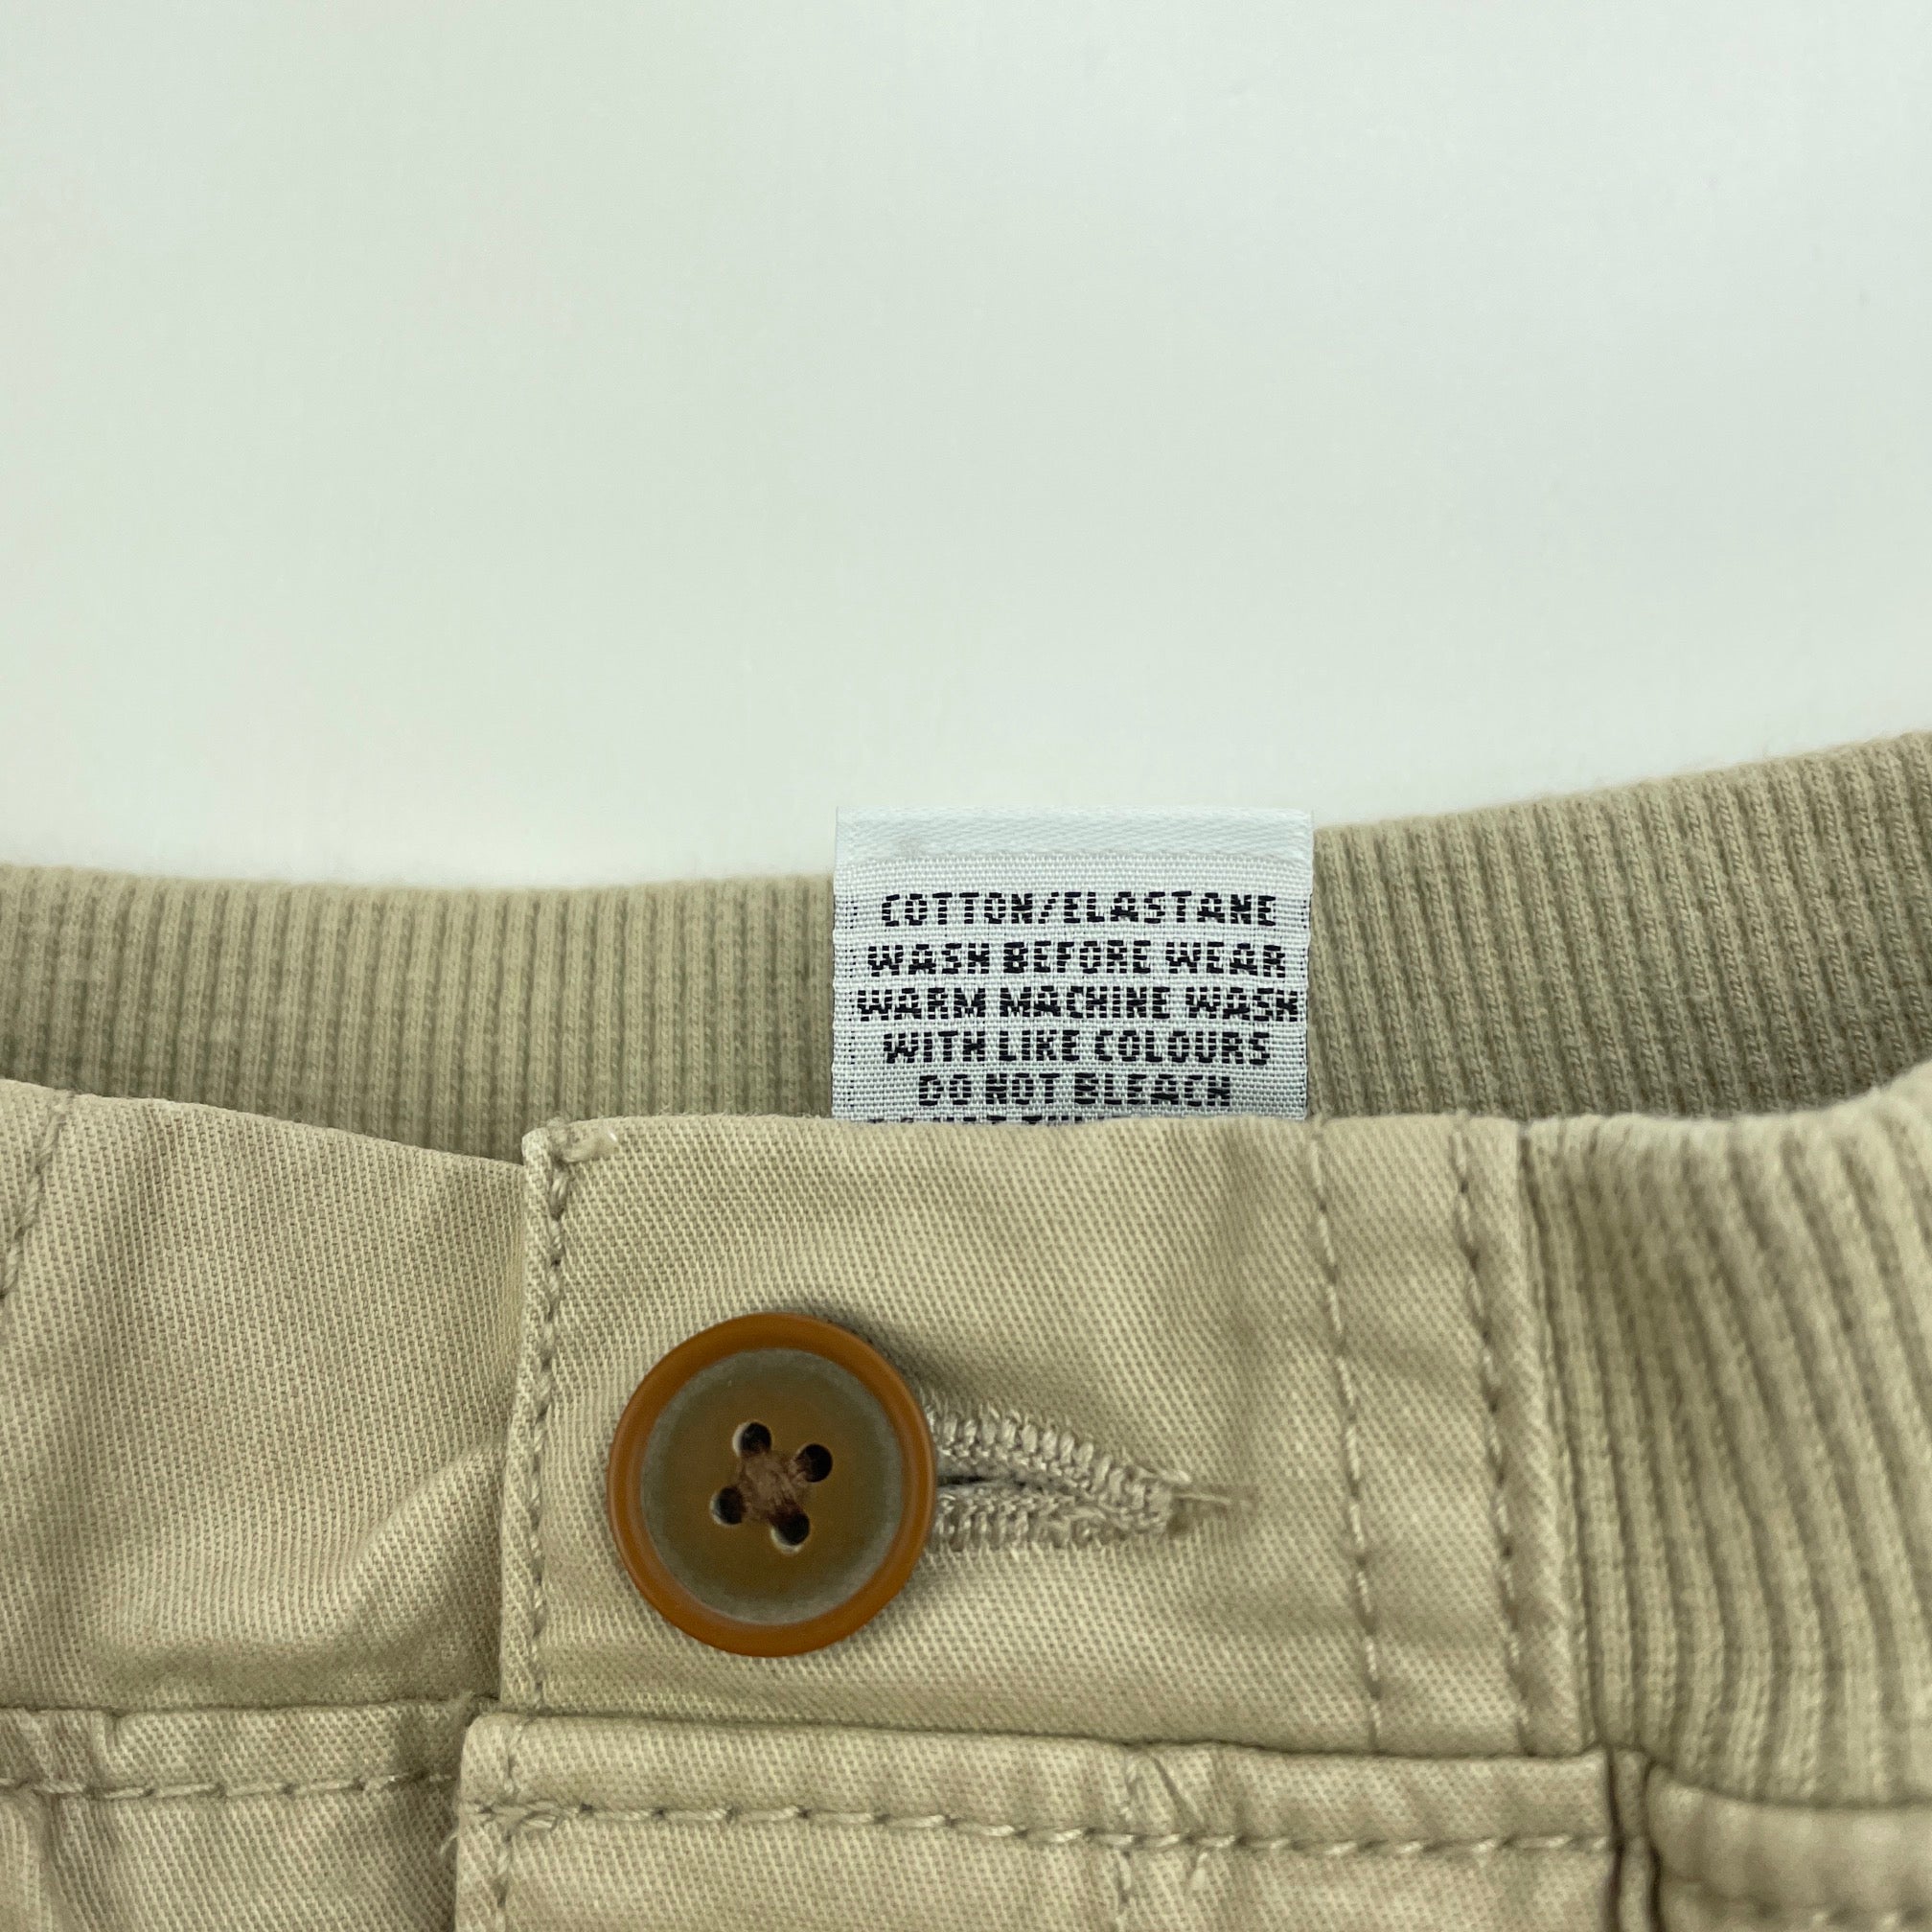 COTTON/ELASTANE
WASH BEFORE WEAR
WARM MACHINE WASH
WITH LIKE COLOURS
DO NOT BLEACH